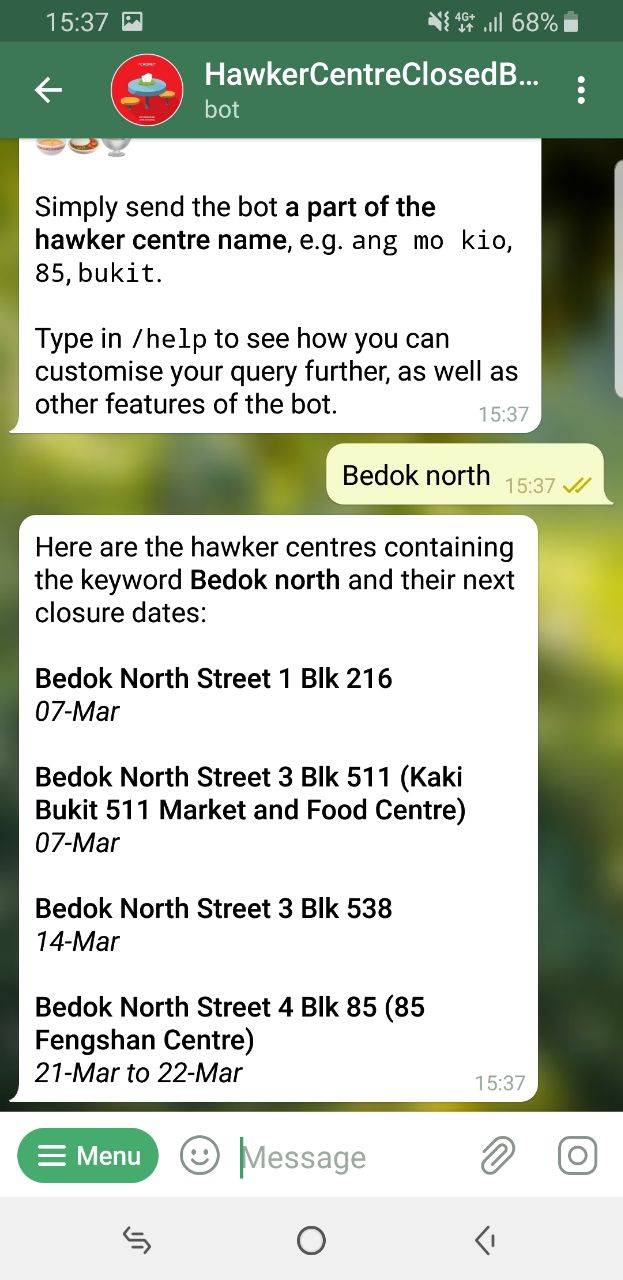 15:37
4G+
68%
HawkerCentreClosedB...
bot
Simply send the bot a part of the
hawker centre name, e.g. ang mo kio,
85, bukit.
Type in /help to see how you can
customise your query further, as well as
other features of the bot.
15:37
Bedok north
15:37
Here are the hawker centres containing
the keyword Bedok north and their next
closure dates:
Bedok North Street 1 Blk 216
07-Mar
Bedok North Street 3 Blk 511 (Kaki
Bukit 511 Market and Food Centre)
07-Mar
Bedok North Street 3 Blk 538
14-Mar
Bedok North Street 4 Blk 85 (85
Fengshan Centre)
21-Mar to 22-Mar
15:37
Menu
Message